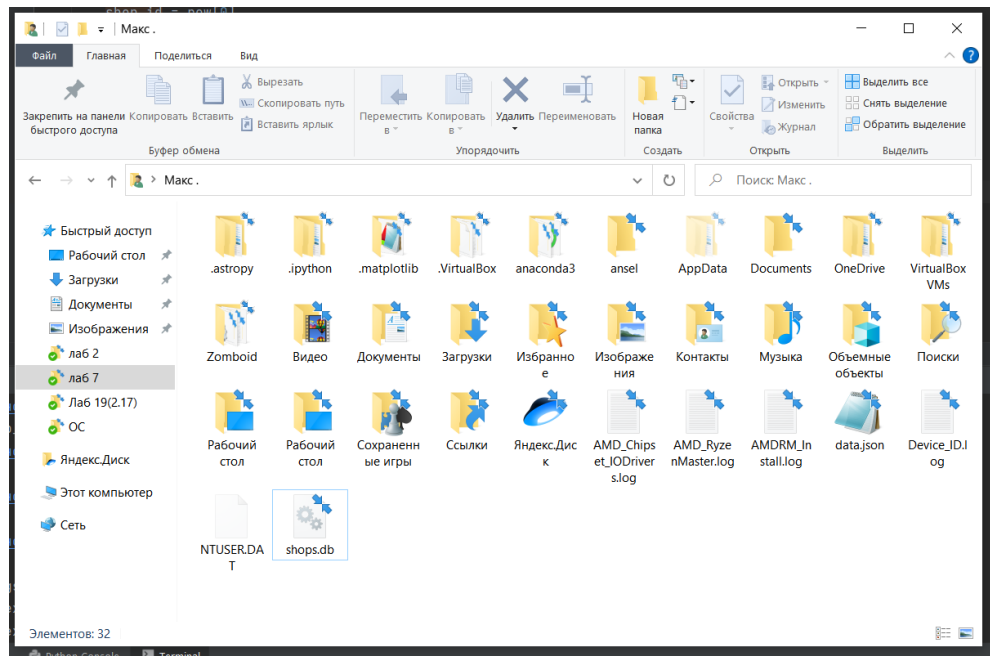 shop_id = row[0]
Макс .
Файл Главная Поделиться Вид
Закрепить на панели быстрого доступа
Копировать
Вставить
Вырезать
Скопировать путь
Вставить ярлык
Переместить в
Копировать в
Удалить
Переименовать
Новая папка
Свойства
Открыть
Изменить
Журнал
Выделить все
Снять выделение
Обратить выделение
Буфер обмена
Упорядочить
Создать
Открыть
Выделить
Макс .
Поиск: Макс .
Быстрый доступ
Рабочий стол
Загрузки
Документы
Изображения
лаб 2
лаб 7
Лаб 19(2.17)
ОС
Яндекс.Диск
Этот компьютер
Сеть
.astropy
.ipython
.matplotlib
.VirtualBox
anaconda3
ansel
AppData
Documents
OneDrive
VirtualBox
VMs
Zomboid
Видео
Документы
Загрузки
Избранно
е
Изображе
ния
Контакты
Музыка
Объемные
объекты
Поиски
Рабочий
стол
Рабочий
стол
Сохраненн
ые игры
Ссылки
Яндекс.Дис
к
AMD_Chips
et_IODriver
s.log
AMD_Ryze
nMaster.log
AMDRM_In
stall.log
data.json
Device_ID.l
og
NTUSER.DA
T
shops.db
Элементов: 32
Python Console Terminal